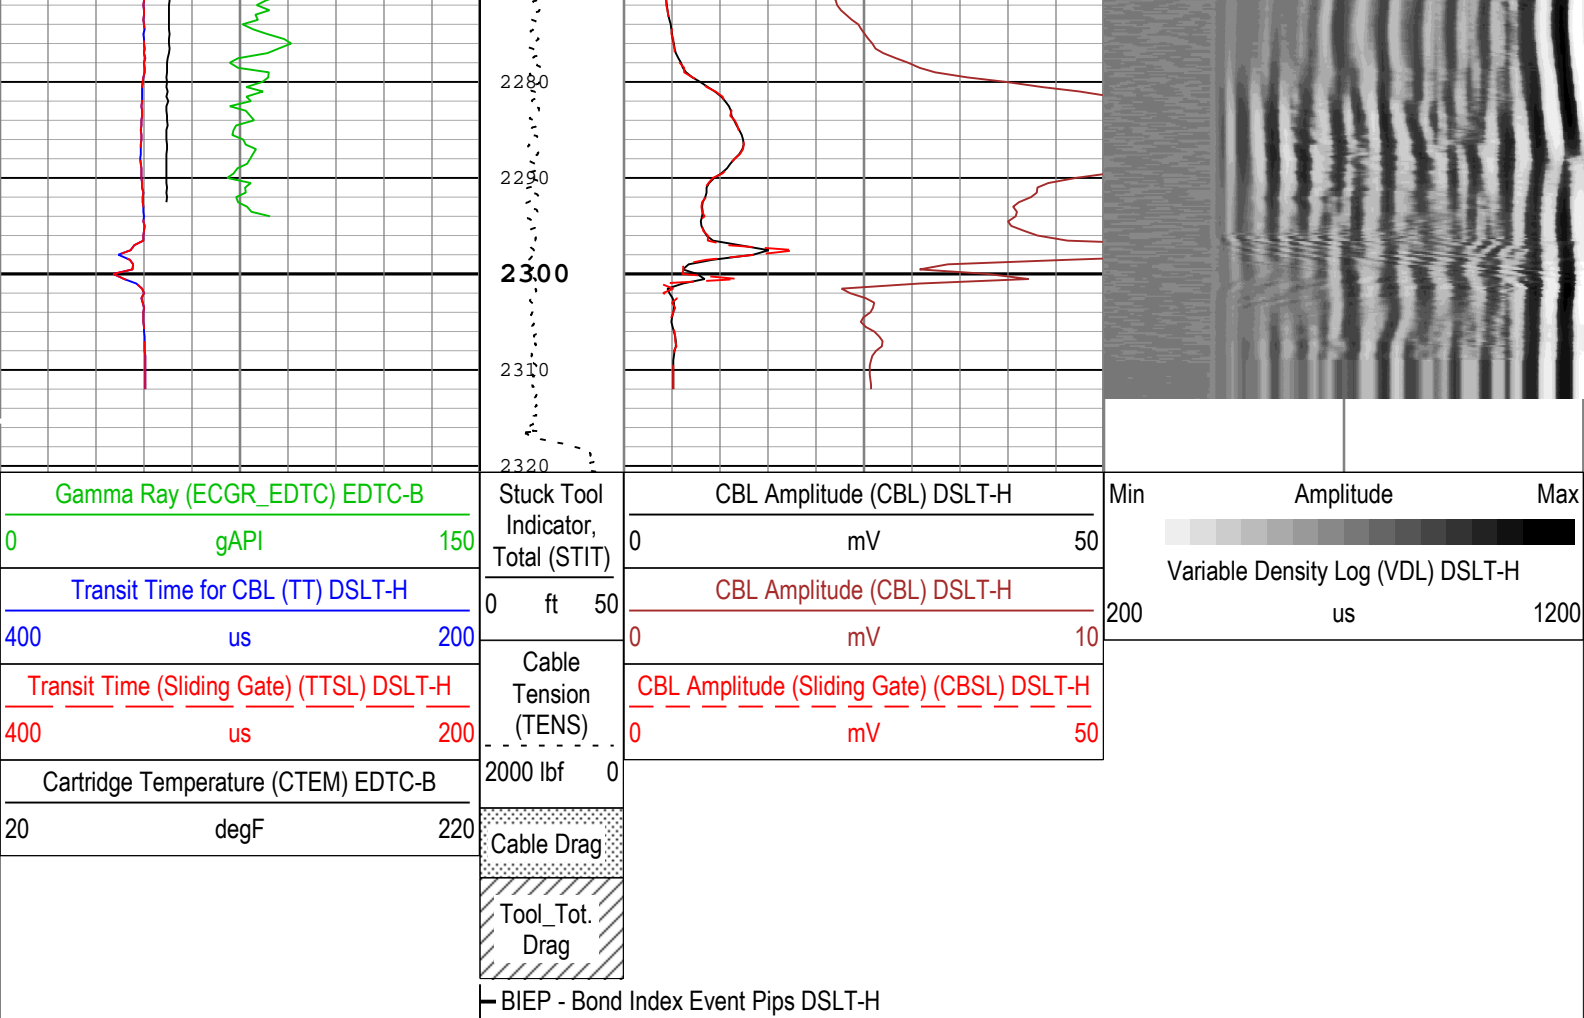 2280
2290
2300
2310
2320
Gamma Ray (ECGR_EDTC) EDTC-B
0 gAPI 150
Transit Time for CBL (TT) DSLT-H
400 us 200
Transit Time (Sliding Gate) (TTSL) DSLT-H
400 us 200
Cartridge Temperature (CTEM) EDTC-B
20 degF 220
Stuck Tool
Indicator,
Total (STIT)
0 ft 50
Cable
Tension
(TENS)
2000 lbf 0
Cable Drag
Tool_Tot.
Drag
CBL Amplitude (CBL) DSLT-H
0 mV 50
CBL Amplitude (CBL) DSLT-H
0 mV 10
CBL Amplitude (Sliding Gate) (CBSL) DSLT-H
0 mV 50
Min Amplitude Max
Variable Density Log (VDL) DSLT-H
200 us 1200
BIEP - Bond Index Event Pips DSLT-H